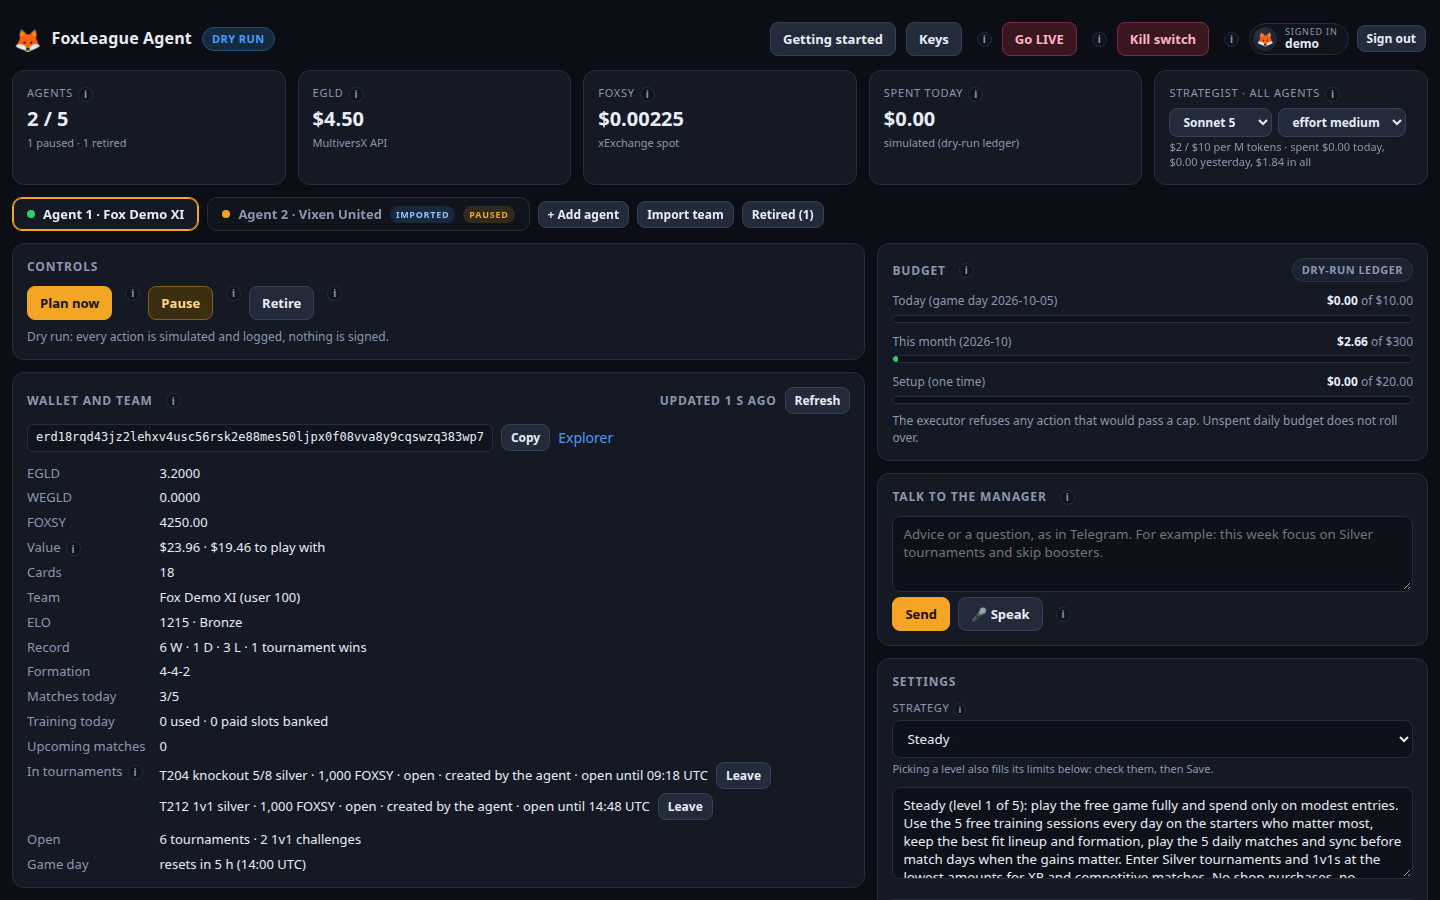 FoxLeague Agent DRY RUN Getting started Keys i Go LIVE i Kill switch i SIGNED IN demo Sign out
AGENTS i
2 / 5
1 paused · 1 retired
EGLD i
$4.50
MultiversX API
FOXSY i
$0.00225
xExchange spot
SPENT TODAY i
$0.00
simulated (dry-run ledger)
STRATEGIST · ALL AGENTS i
Sonnet 5 effort medium
$2 / $10 per M tokens · spent $0.00 today,
$0.00 yesterday, $1.84 in all
Agent 1 · Fox Demo XI Agent 2 · Vixen United IMPORTED PAUSED + Add agent Import team Retired (1)
CONTROLS
Plan now i Pause i Retire i
Dry run: every action is simulated and logged, nothing is signed.
WALLET AND TEAM i UPDATED 1 S AGO Refresh
erd18rqd43jz2lehxv4usc56rsk2e88mes50ljpx0f08vva8y9cqswzq383wp7 Copy Explorer
EGLD 3.2000
WEGLD 0.0000
FOXSY 4250.00
Value i $23.96 · $19.46 to play with
Cards 18
Team Fox Demo XI (user 100)
ELO 1215 · Bronze
Record 6 W · 1 D · 3 L · 1 tournament wins
Formation 4-4-2
Matches today 3/5
Training today 0 used · 0 paid slots banked
Upcoming matches 0
In tournaments i T204 knockout 5/8 silver · 1,000 FOXSY · open · created by the agent · open until 09:18 UTC Leave
T212 1v1 silver · 1,000 FOXSY · open · created by the agent · open until 14:48 UTC Leave
Open 6 tournaments · 2 1v1 challenges
Game day resets in 5 h (14:00 UTC)
BUDGET i DRY-RUN LEDGER
Today (game day 2026-10-05) $0.00 of $10.00
This month (2026-10) $2.66 of $300
Setup (one time) $0.00 of $20.00
The executor refuses any action that would pass a cap. Unspent daily budget does not roll
over.
TALK TO THE MANAGER i
Advice or a question, as in Telegram. For example: this week focus on Silver
tournaments and skip boosters.
Send Speak i
SETTINGS
STRATEGY i
Steady
Picking a level also fills its limits below: check them, then Save.
Steady (level 1 of 5): play the free game fully and spend only on modest entries.
Use the 5 free training sessions every day on the starters who matter most,
keep the best fit lineup and formation, play the 5 daily matches and sync before
match days when the gains matter. Enter Silver tournaments and 1v1s at the
lowest amounts for XP and competitive matches. No shop purchases, no